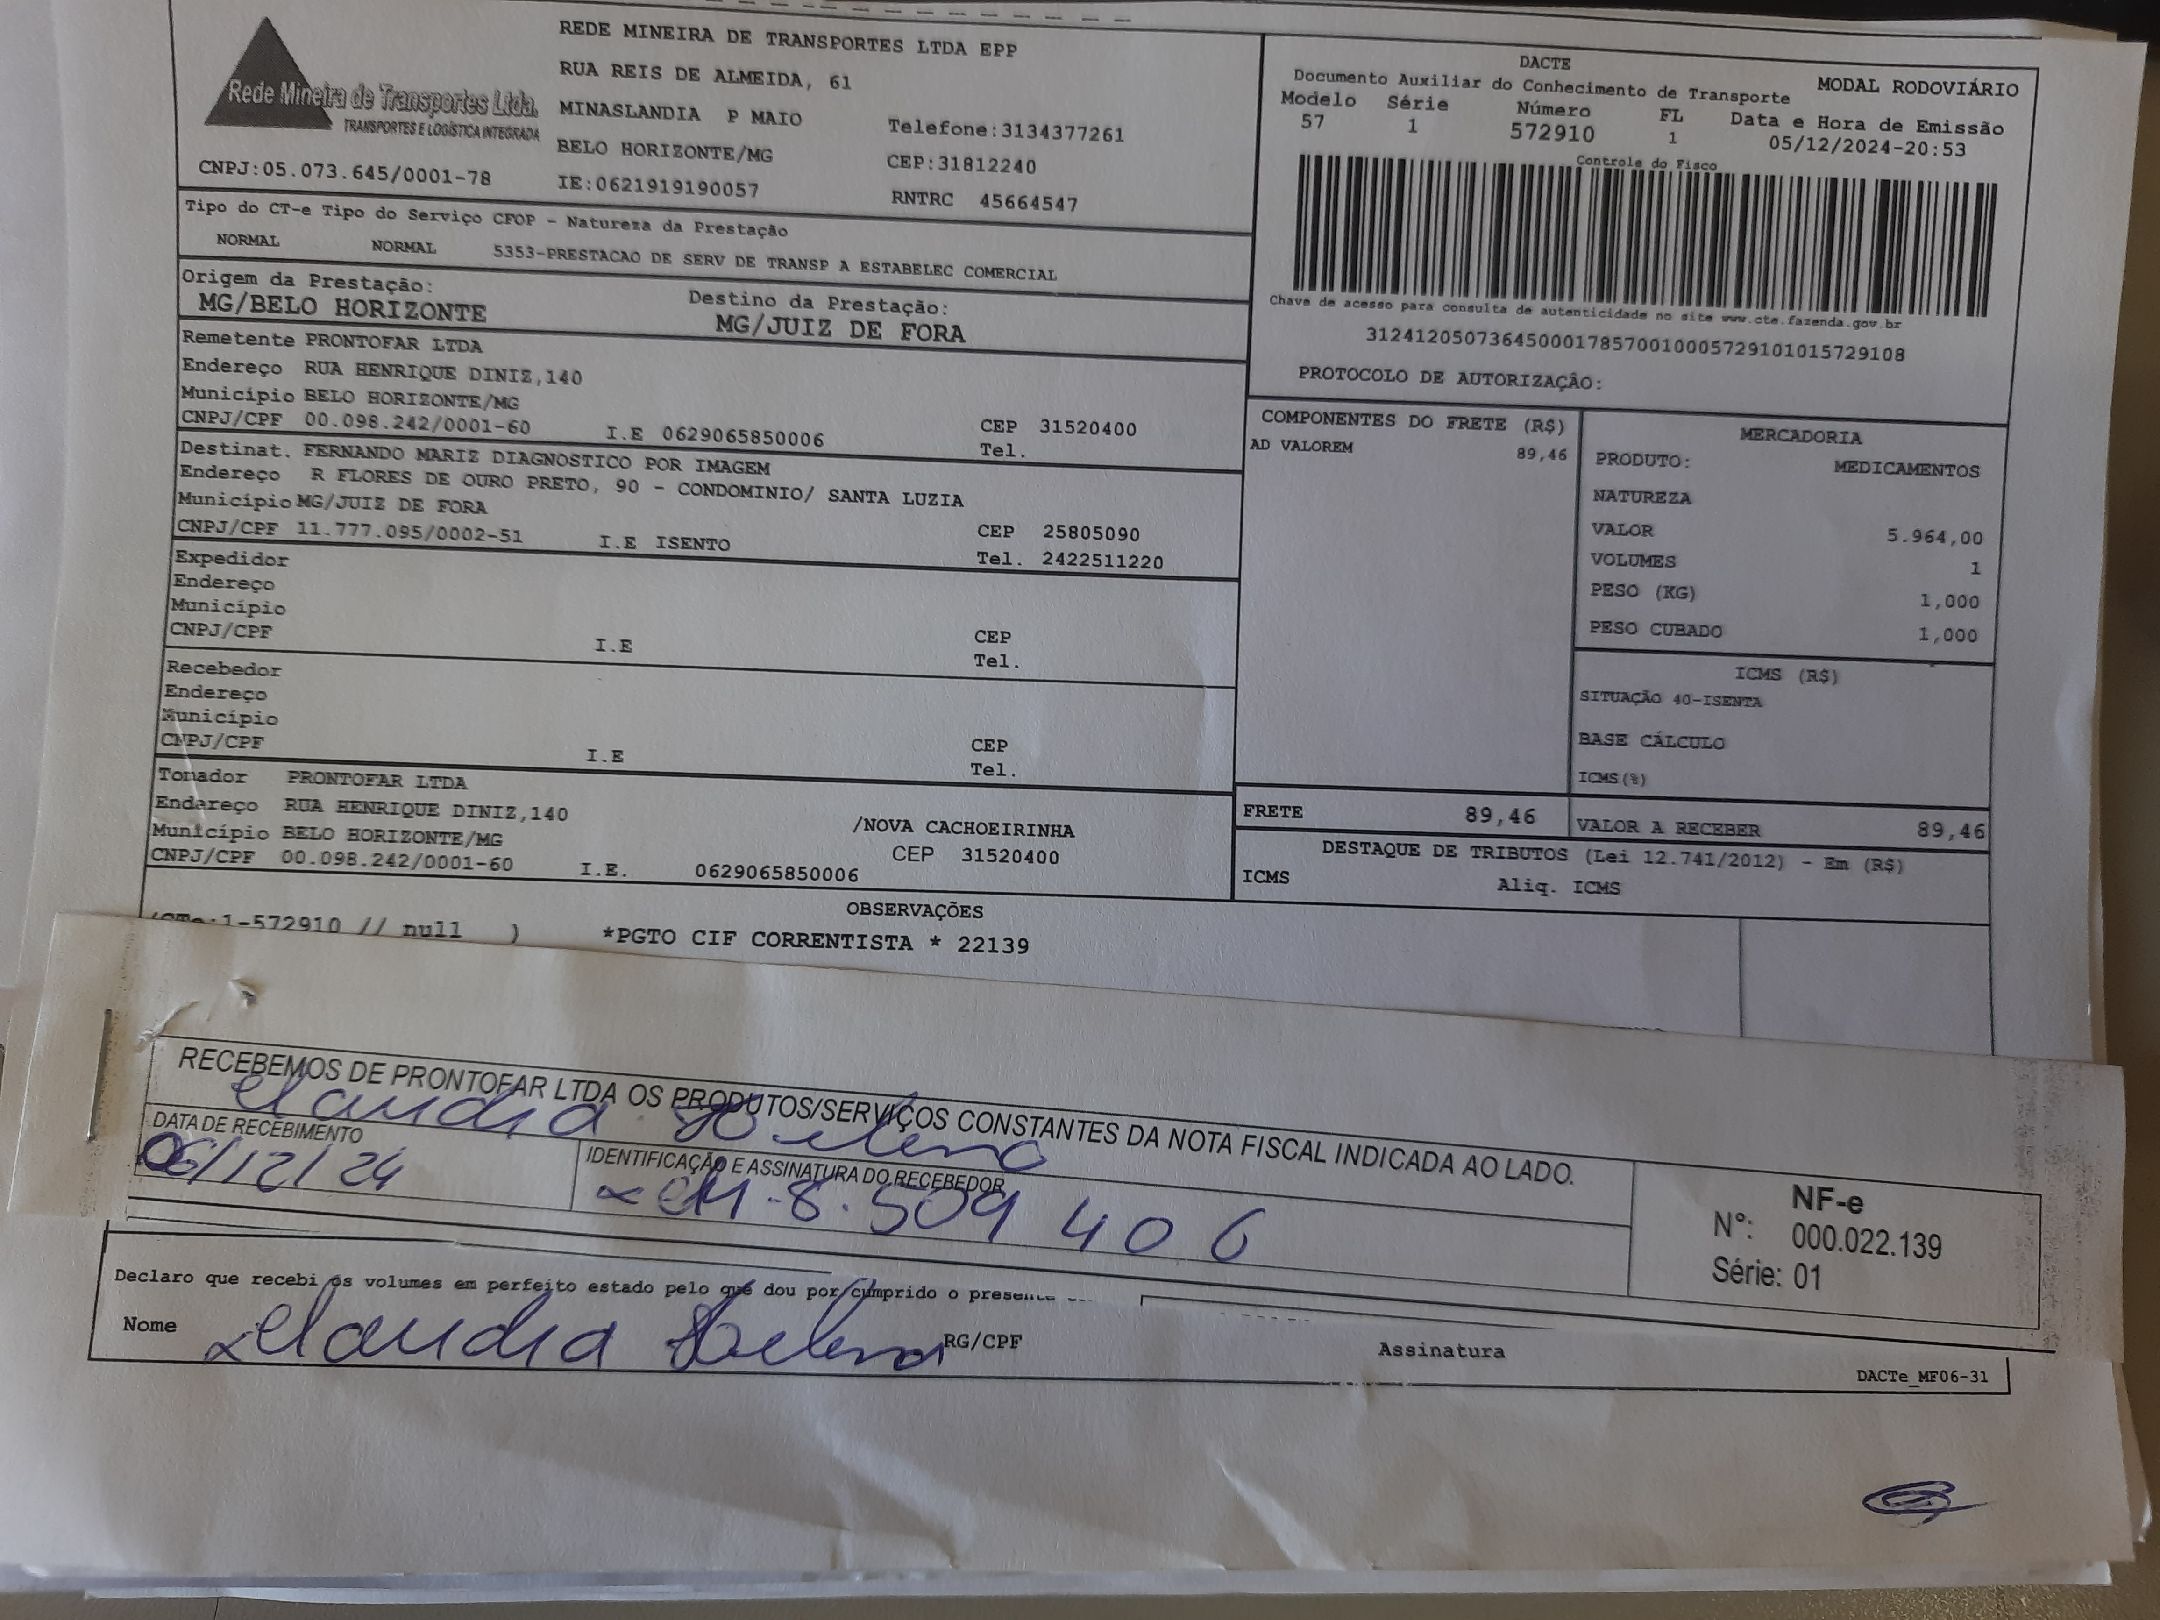 Rede Mineira de Transportes Ltda.
TRANSPORTES E LOGÍSTICA INTEGRADA
CNPJ:05.073.645/0001-78
REDE MINEIRA DE TRANSPORTES LTDA EPP
RUA REIS DE ALMEIDA, 61
MINASLANDIA P MAIO
Telefone:3134377261
BELO HORIZONTE/MG
CEP:31812240
IE:0621919190057
RNTRC 45664547
DACTE
Documento Auxiliar do Conhecimento de Transporte
MODAL RODOVIÁRIO
Modelo Série Número FL Data e Hora de Emissão
57 1 572910 1 05/12/2024-20:53
Controle do Fisco
Chave de acesso para consulta de autenticidade no site www.cte.fazenda.gov.br
31241205073645000178570010005729101015729108
PROTOCOLO DE AUTORIZAÇÃO:
Tipo do CT-e Tipo do Serviço CFOP - Natureza da Prestação
NORMAL NORMAL 5353-PRESTACAO DE SERV DE TRANSP A ESTABELEC COMERCIAL
Origem da Prestação: Destino da Prestação:
MG/BELO HORIZONTE MG/JUIZ DE FORA
Remetente PRONTOFAR LTDA
Endereço RUA HENRIQUE DINIZ,140
Município BELO HORIZONTE/MG
CNPJ/CPF 00.098.242/0001-60 I.E 0629065850006 CEP 31520400
Tel.
Destinat. FERNANDO MARIZ DIAGNOSTICO POR IMAGEM
Endereço R FLORES DE OURO PRETO, 90 - CONDOMINIO/ SANTA LUZIA
Município MG/JUIZ DE FORA
CNPJ/CPF 11.777.095/0002-51 I.E ISENTO CEP 25805090
Tel. 2422511220
Expedidor
Endereço
Município
CNPJ/CPF I.E CEP
Tel.
Recebedor
Endereço
Município
CNPJ/CPF I.E CEP
Tel.
Tomador PRONTOFAR LTDA
Endereço RUA HENRIQUE DINIZ,140 /NOVA CACHOEIRINHA
Município BELO HORIZONTE/MG CEP 31520400
CNPJ/CPF 00.098.242/0001-60 I.E. 0629065850006
COMPONENTES DO FRETE (R$)
AD VALOREM 89,46
MERCADORIA
PRODUTO: MEDICAMENTOS
NATUREZA
VALOR 5.964,00
VOLUMES 1
PESO (KG) 1,000
PESO CUBADO 1,000
ICMS (R$)
SITUAÇÃO 40-ISENTA
BASE CÁLCULO
ICMS(%)
FRETE 89,46 VALOR A RECEBER 89,46
DESTAQUE DE TRIBUTOS (Lei 12.741/2012) - Em (R$)
ICMS Aliq. ICMS
OBSERVAÇÕES
(CTe:1-572910 // null ) *PGTO CIF CORRENTISTA * 22139
RECEBEMOS DE PRONTOFAR LTDA OS PRODUTOS/SERVIÇOS CONSTANTES DA NOTA FISCAL INDICADA AO LADO.
Claudia Helena
DATA DE RECEBIMENTO
06/12/24
IDENTIFICAÇÃO E ASSINATURA DO RECEBEDOR
M-8.509 406
NF-e
Nº: 000.022.139
Série: 01
Declaro que recebi os volumes em perfeito estado pelo que dou por cumprido o presente
Nome Claudia Helena RG/CPF Assinatura
DACTe_MF06-31